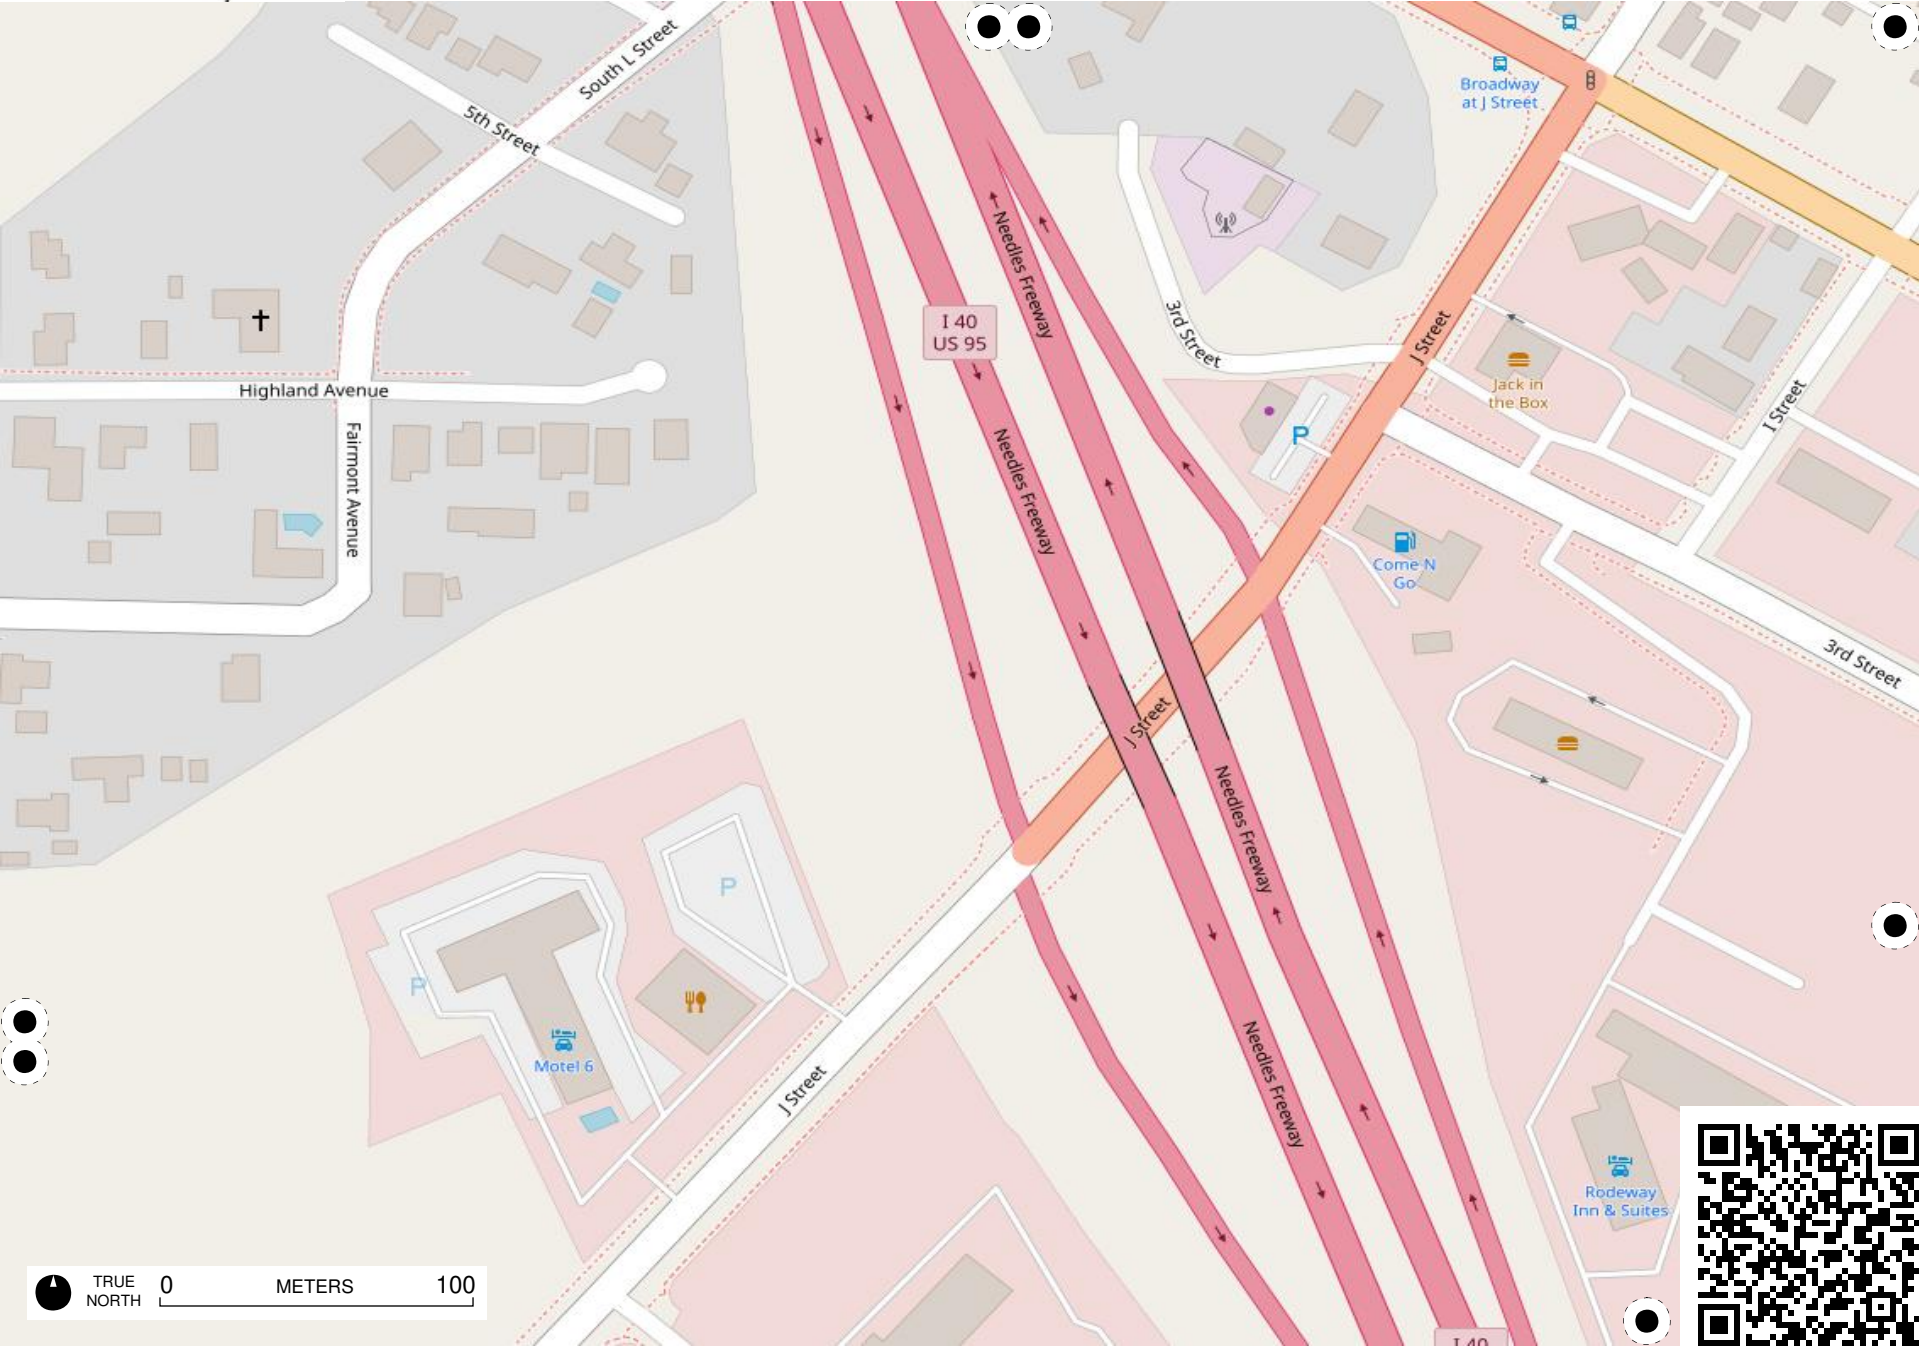 South L Street
5th Street
Broadway
at J Street
Needles Freeway
I 40
US 95
3rd Street
J Street
Jack in
the Box
I Street
Highland Avenue
P
Fairmont Avenue
Needles Freeway
Come N
Go
3rd Street
J Street
Needles Freeway
P
P
Motel 6
Needles Freeway
J Street
Rodeway
Inn & Suites
TRUE
NORTH
0 METERS 100